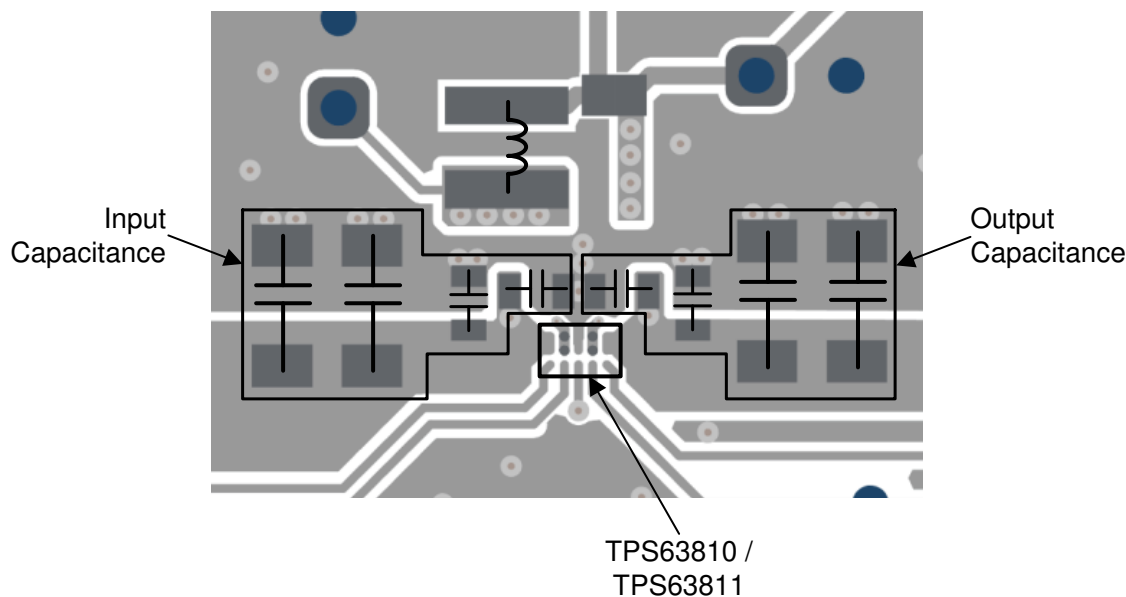 Input
Capacitance
Output
Capacitance
TPS63810 /
TPS63811